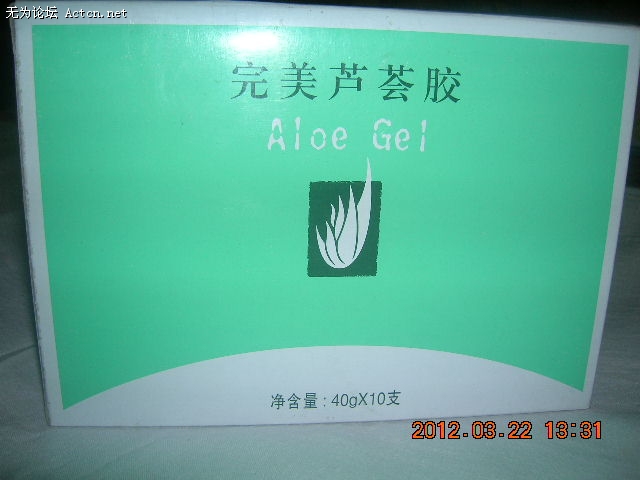 无为论坛 Actcn.net
完美芦荟胶
Aloe Gel
净含量：40gX10支
2012.03.22 13:31